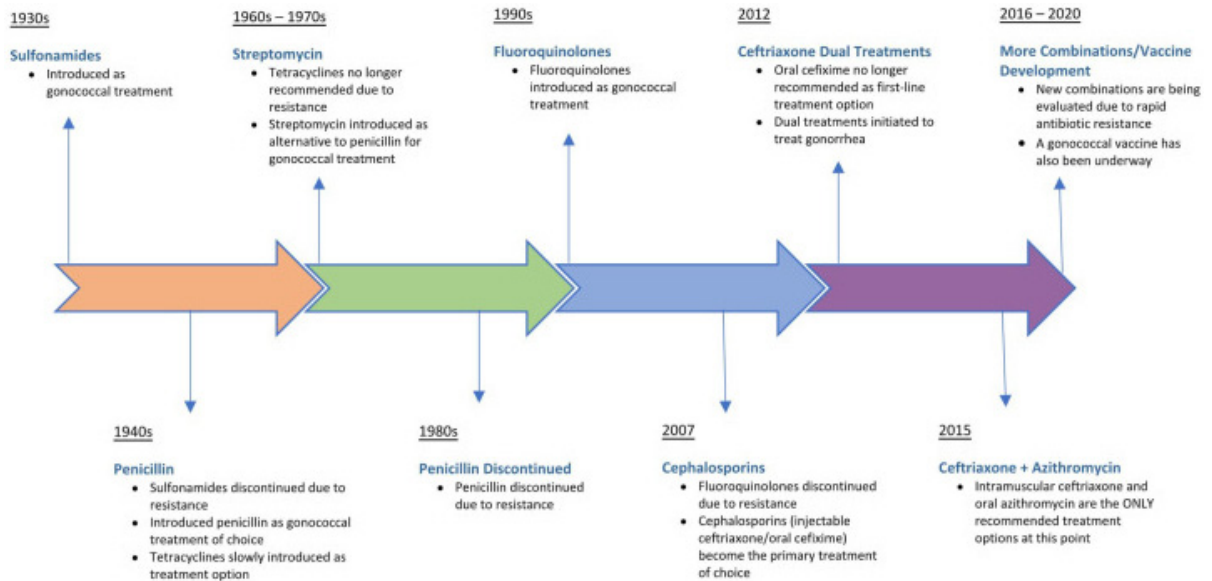 1930s
Sulfonamides
• Introduced as
gonococcal treatment
1960s – 1970s
Streptomycin
• Tetracyclines no longer
recommended due to
resistance
• Streptomycin introduced as
alternative to penicillin for
gonococcal treatment
1990s
Fluoroquinolones
• Fluoroquinolones
introduced as gonococcal
treatment
2012
Ceftriaxone Dual Treatments
• Oral cefixime no longer
recommended as first-line
treatment option
• Dual treatments initiated to
treat gonorrhea
2016 – 2020
More Combinations/Vaccine
Development
• New combinations are being
evaluated due to rapid
antibiotic resistance
• A gonococcal vaccine has
also been underway
1940s
Penicillin
• Sulfonamides discontinued due to
resistance
• Introduced penicillin as gonococcal
treatment of choice
• Tetracyclines slowly introduced as
treatment option
1980s
Penicillin Discontinued
• Penicillin discontinued
due to resistance
2007
Cephalosporins
• Fluoroquinolones discontinued
due to resistance
• Cephalosporins (injectable
ceftriaxone/oral cefixime)
become the primary treatment
of choice
2015
Ceftriaxone + Azithromycin
• Intramuscular ceftriaxone and
oral azithromycin are the ONLY
recommended treatment
options at this point